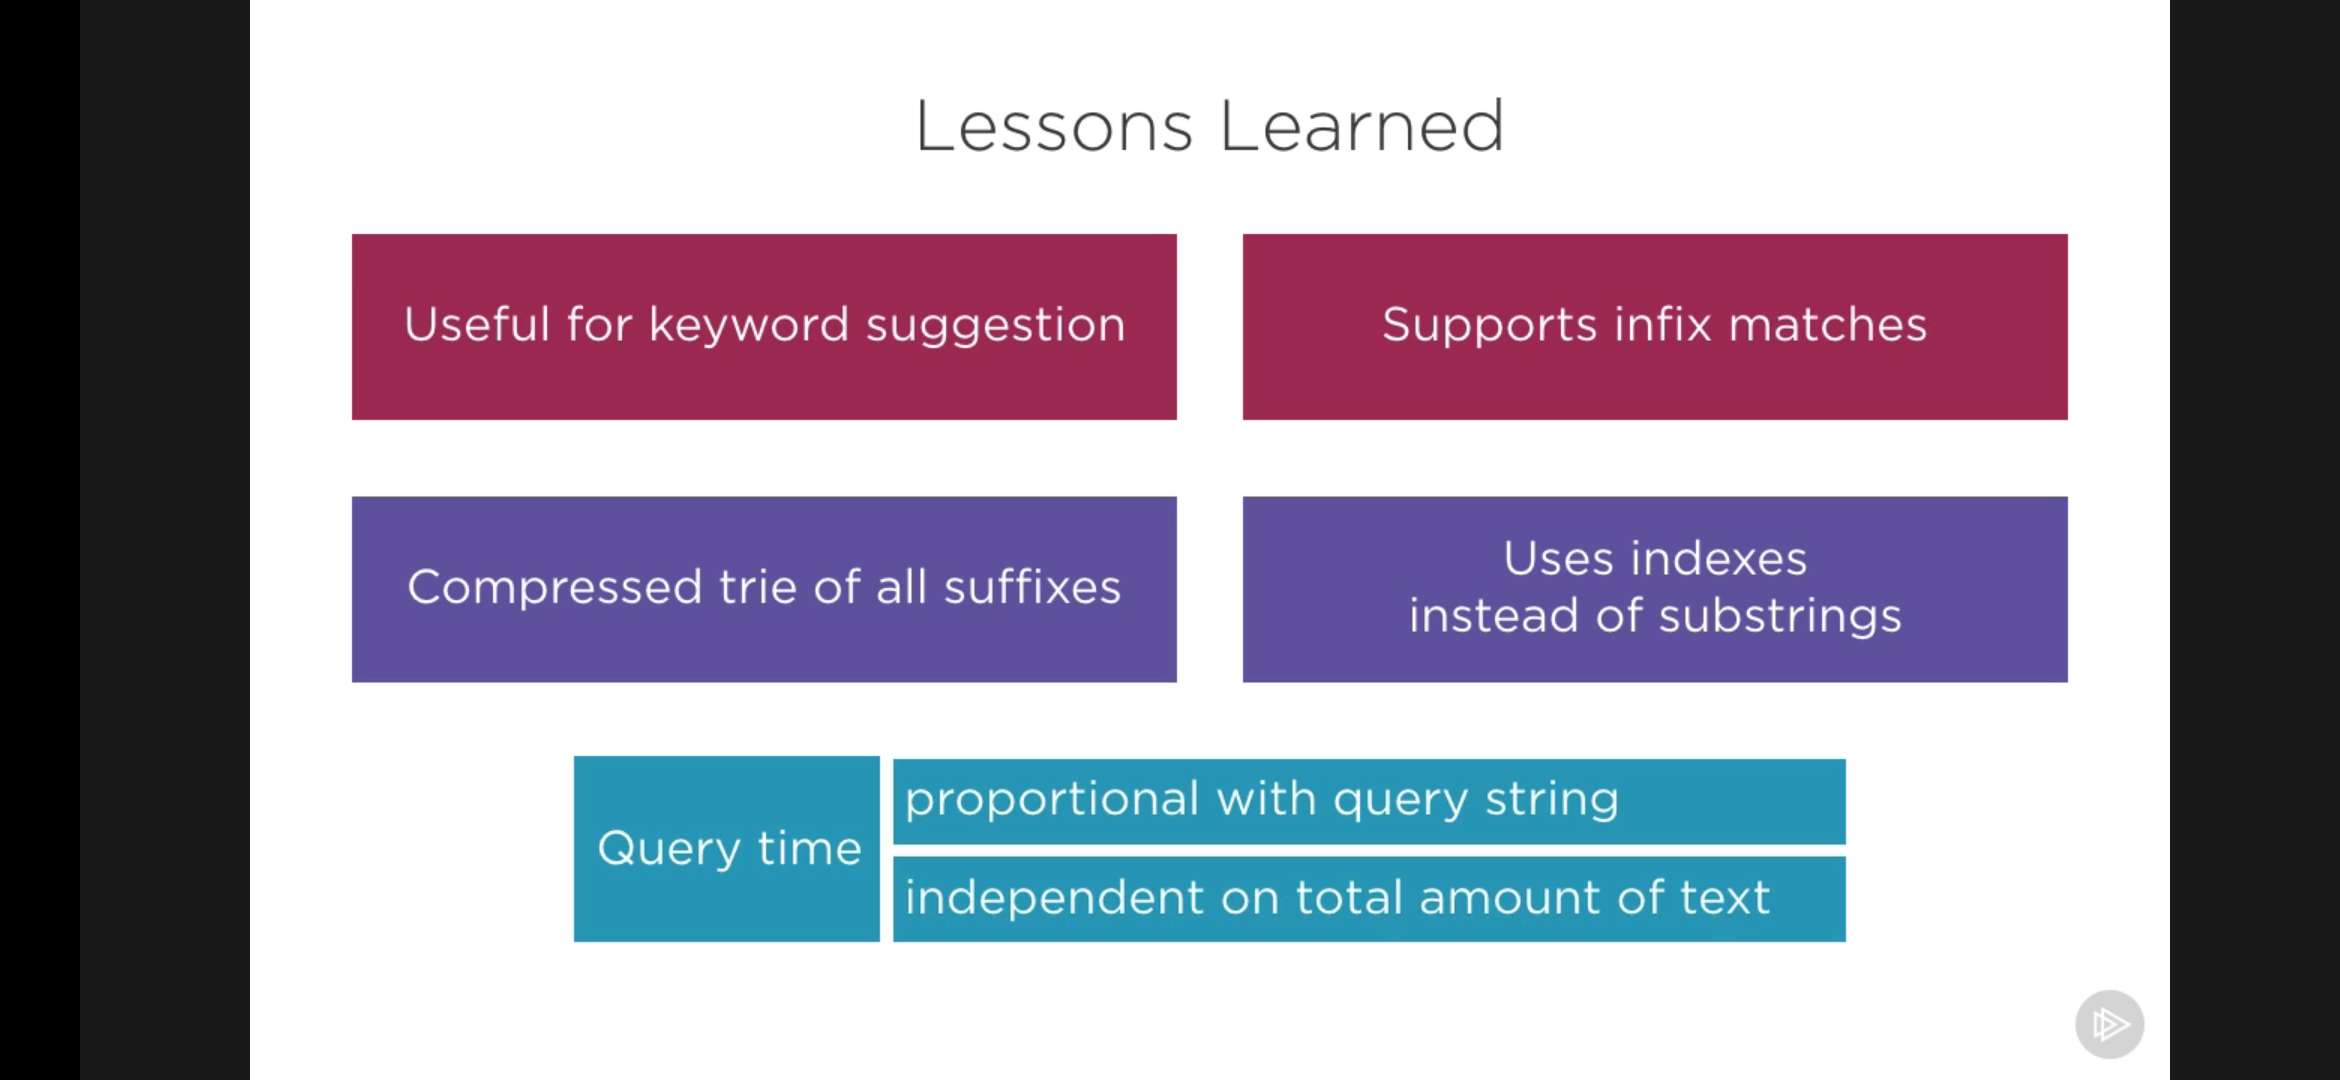 Lessons Learned
Useful for keyword suggestion
Supports infix matches
Compressed trie of all suffixes
Uses indexes
instead of substrings
Query time
proportional with query string
independent on total amount of text